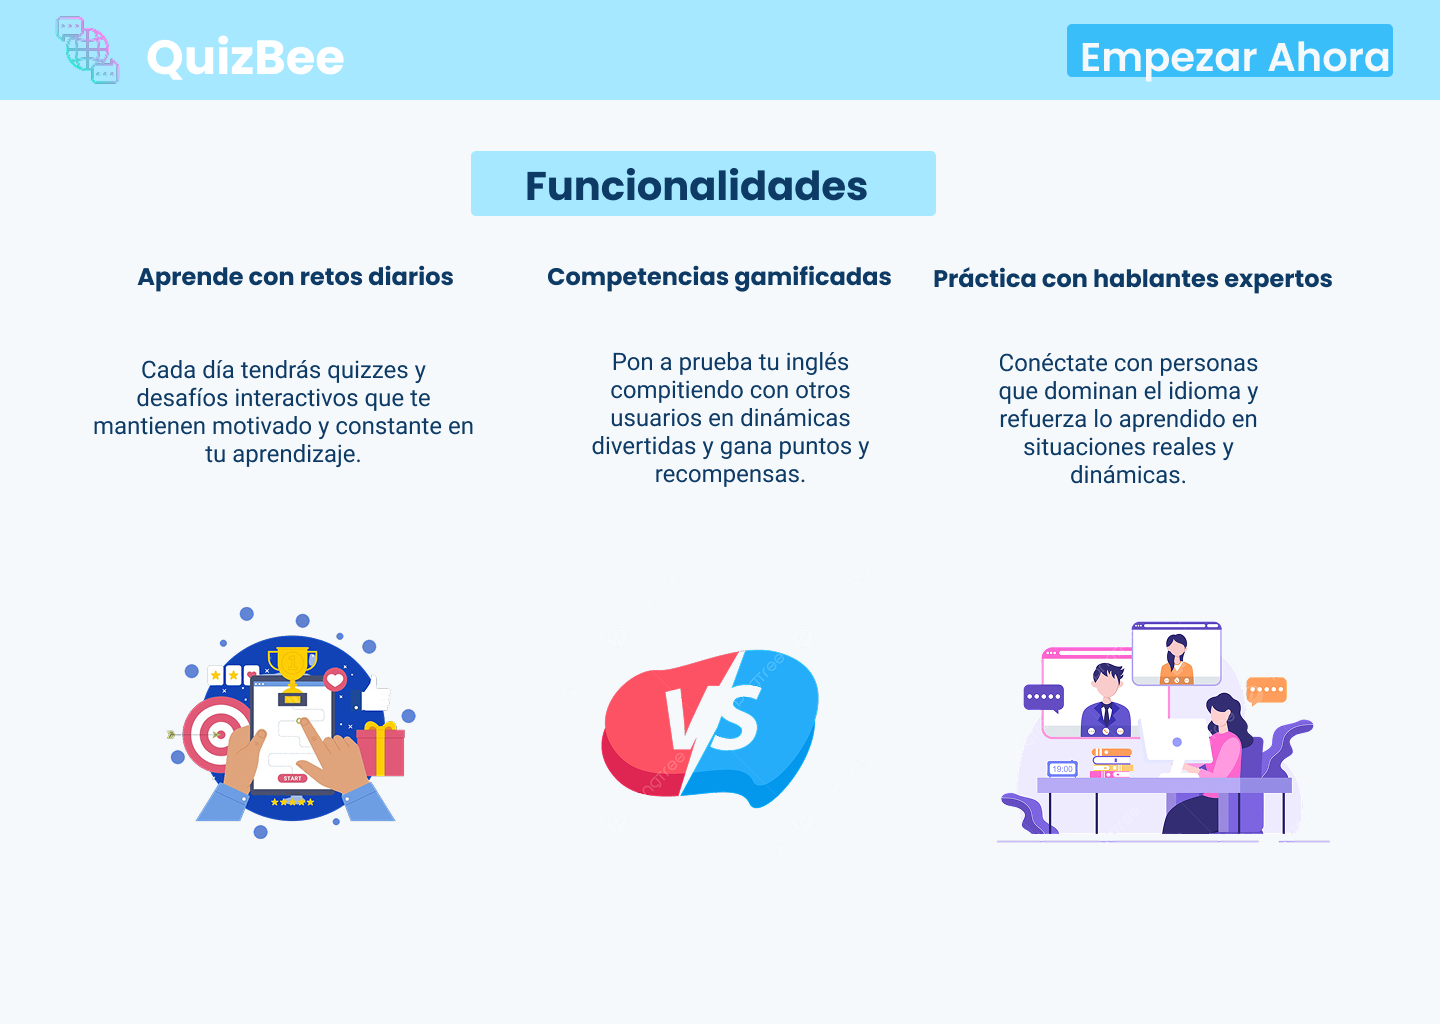 QuizBee
Empezar Ahora
Funcionalidades
Aprende con retos diarios
Cada día tendrás quizzes y
desafíos interactivos que te
mantienen motivado y constante en
tu aprendizaje.
Competencias gamificadas
Pon a prueba tu inglés
compitiendo con otros
usuarios en dinámicas
divertidas y gana puntos y
recompensas.
Práctica con hablantes expertos
Conéctate con personas
que dominan el idioma y
refuerza lo aprendido en
situaciones reales y
dinámicas.
1
START
VS
19:00